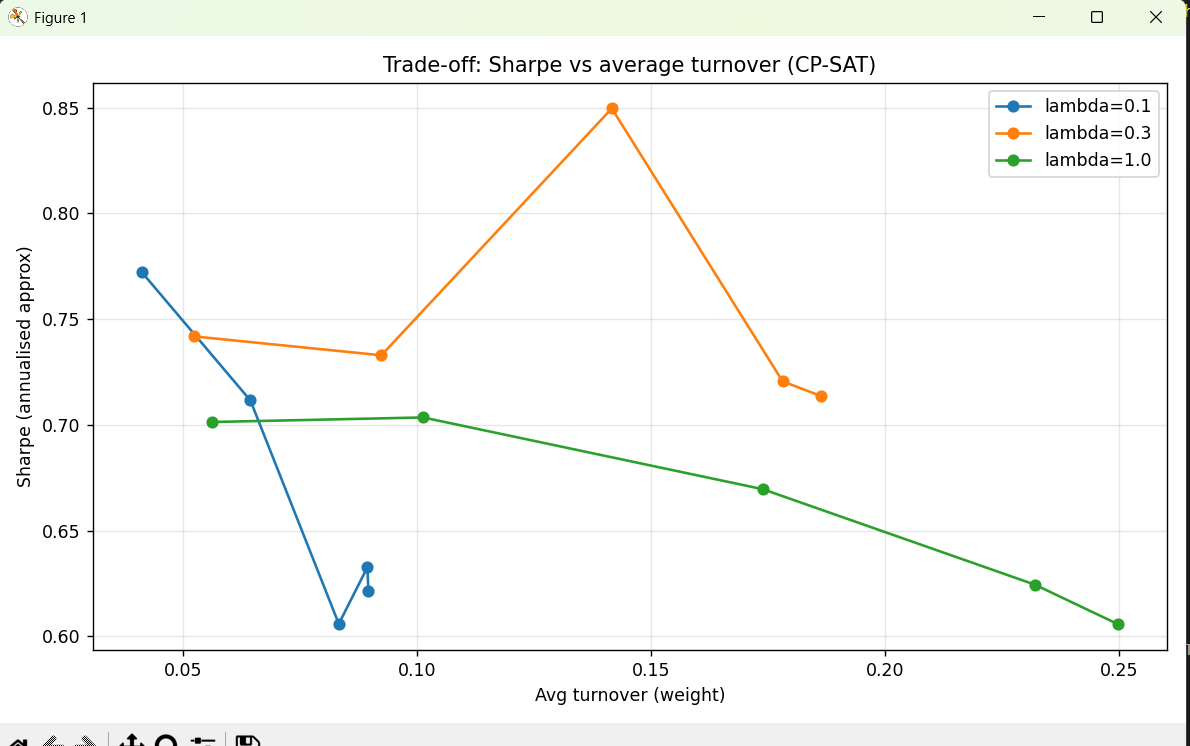 Figure 1
Trade-off: Sharpe vs average turnover (CP-SAT)
lambda=0.1
lambda=0.3
lambda=1.0
Sharpe (annualised approx)
0.85
0.80
0.75
0.70
0.65
0.60
0.05 0.10 0.15 0.20 0.25
Avg turnover (weight)